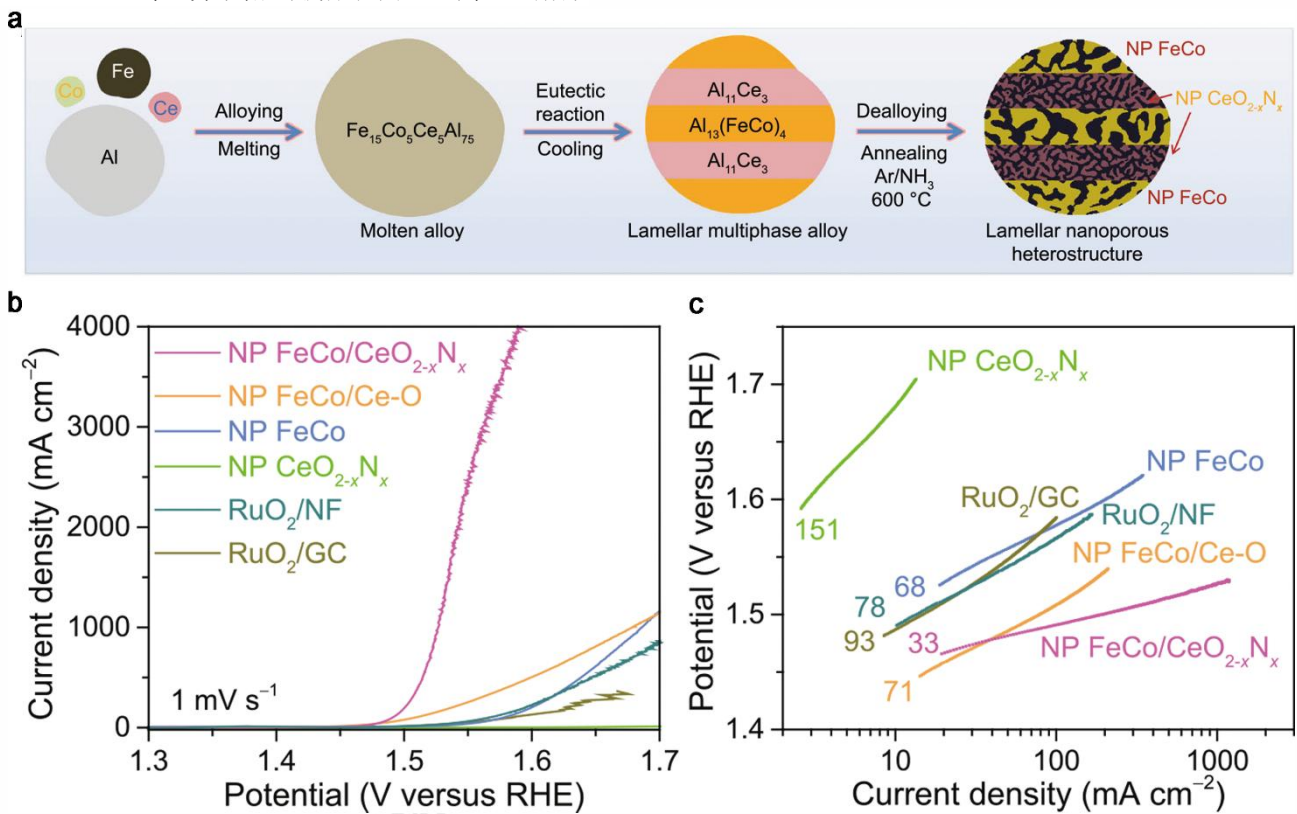 a
Co
Fe
Ce
Al
Alloying
Melting
Fe₁₅Co₅Ce₅Al₇₅
Molten alloy
Eutectic
reaction
Cooling
Al₁₁Ce₃
Al₁₃(FeCo)₄
Al₁₁Ce₃
Lamellar multiphase alloy
Dealloying
Annealing
Ar/NH₃
600 °C
NP FeCo
NP CeO₂₋ₓNₓ
NP FeCo
Lamellar nanoporous
heterostructure
b
Current density (mA cm⁻²)
4000
3000
2000
1000
0
NP FeCo/CeO₂₋ₓNₓ
NP FeCo/Ce-O
NP FeCo
NP CeO₂₋ₓNₓ
RuO₂/NF
RuO₂/GC
1 mV s⁻¹
1.3 1.4 1.5 1.6 1.7
Potential (V versus RHE)
c
Potential (V versus RHE)
1.7
1.6
1.5
1.4
NP CeO₂₋ₓNₓ
151
NP FeCo
RuO₂/GC
RuO₂/NF
NP FeCo/Ce-O
68
78
93
33
71
NP FeCo/CeO₂₋ₓNₓ
10 100 1000
Current density (mA cm⁻²)